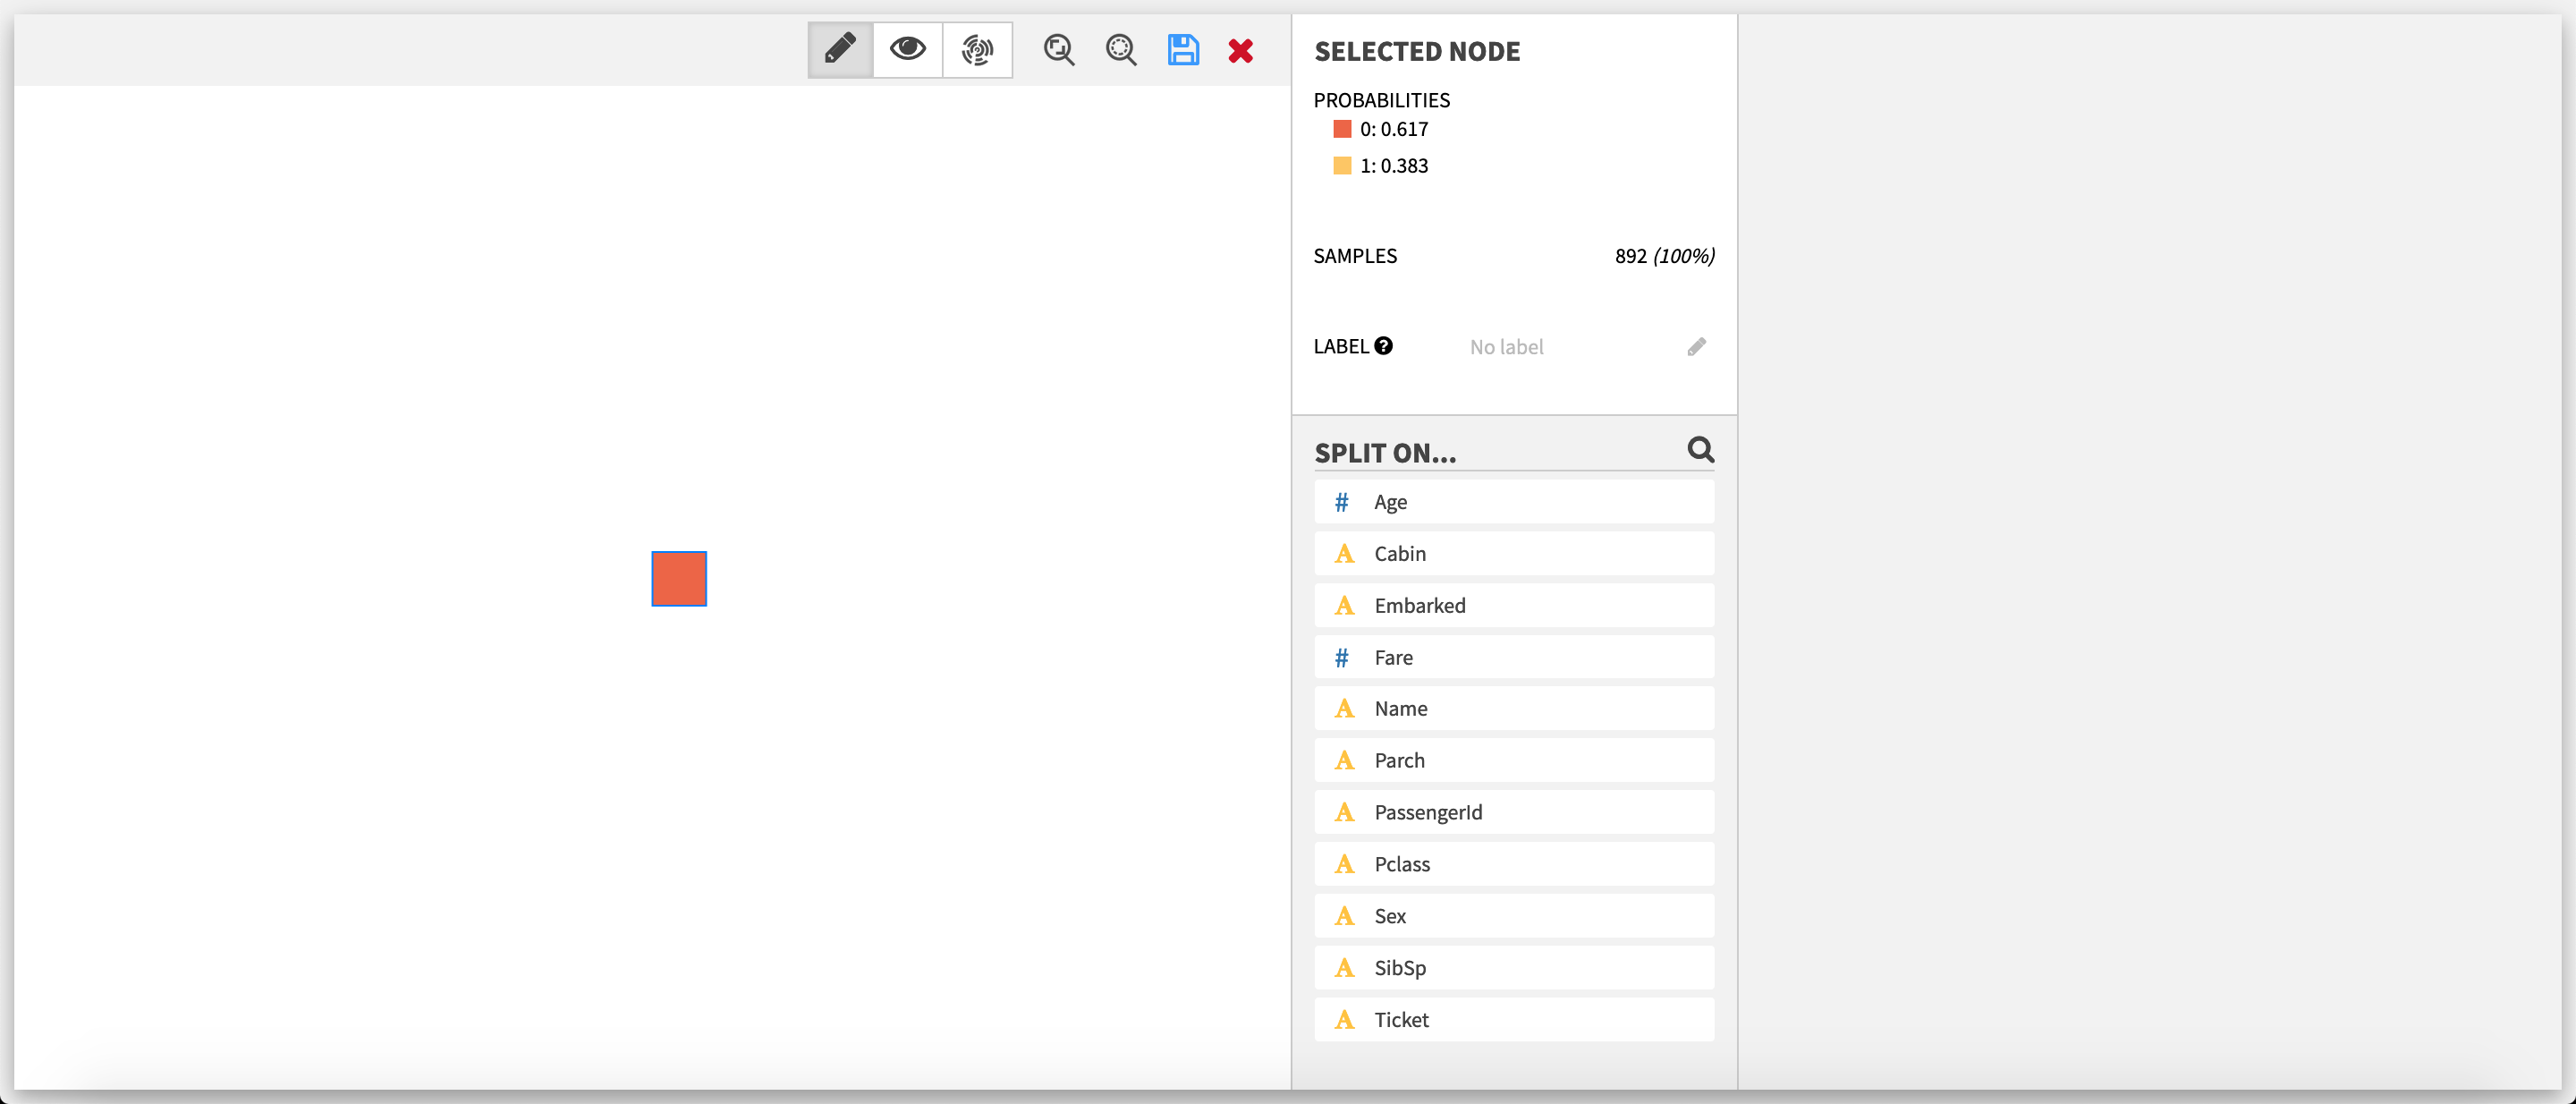 SELECTED NODE
PROBABILITIES
0: 0.617
1: 0.383
SAMPLES 892 (100%)
LABEL ? No label
SPLIT ON...
# Age
A Cabin
A Embarked
# Fare
A Name
A Parch
A PassengerId
A Pclass
A Sex
A SibSp
A Ticket